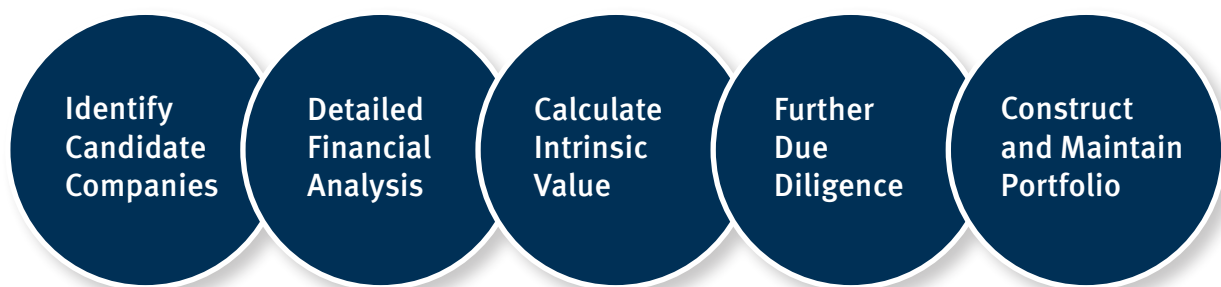 Identify
Candidate
Companies
Detailed
Financial
Analysis
Calculate
Intrinsic
Value
Further
Due
Diligence
Construct
and Maintain
Portfolio